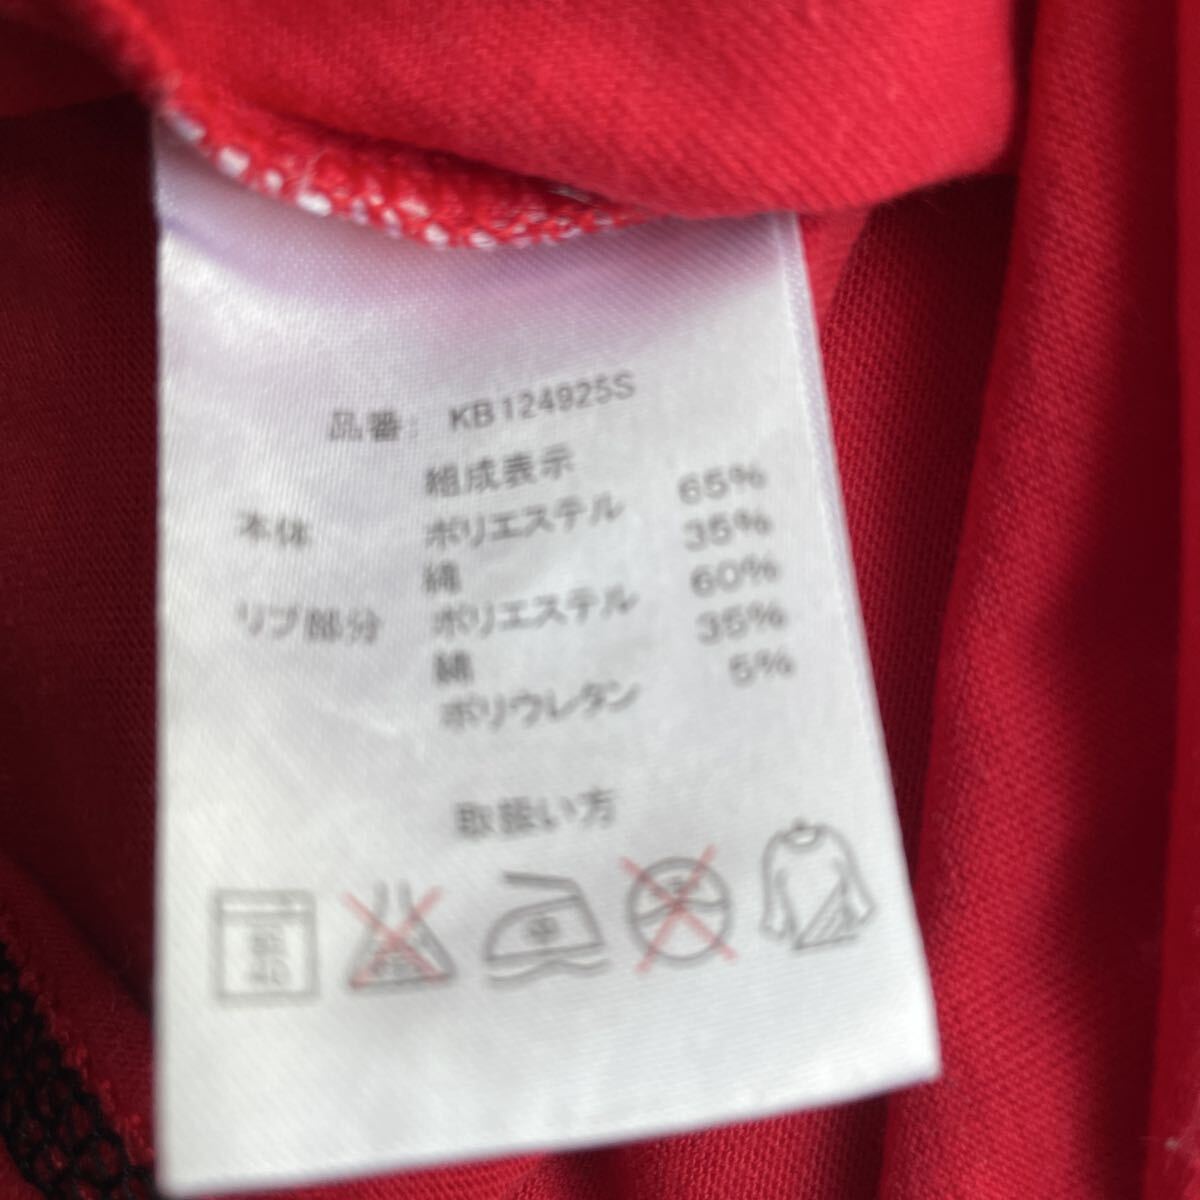 品番: KB124925S
組成表示
本体 ポリエステル 65%
綿 35%
リブ部分 ポリエステル 60%
綿 35%
ポリウレタン 5%
取扱い方
40